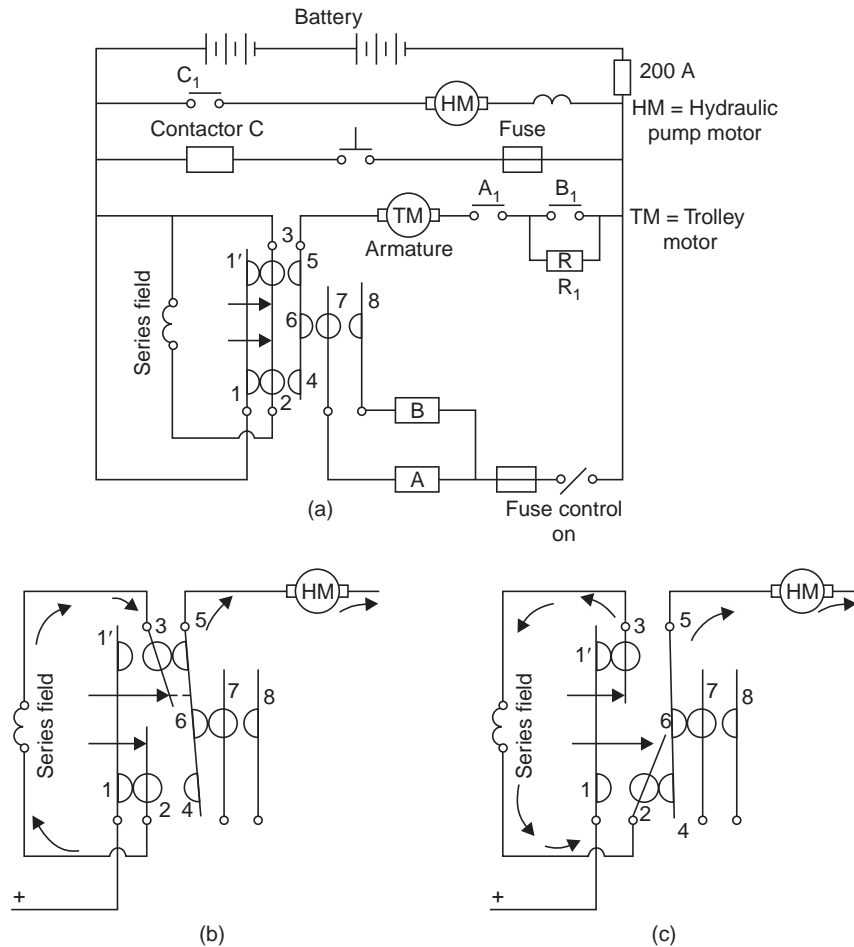 Battery
200 A
C₁
HM
HM = Hydraulic
pump motor
Contactor C
Fuse
A₁
B₁
TM
TM = Trolley
motor
Armature
R
R₁
3
1′
5
7
8
6
Series field
1
2
4
B
A
Fuse control
on
(a)
HM
3
5
1′
7
8
6
Series field
1
2
4
+
(b)
HM
3
5
1′
7
8
6
Series field
1
2
4
+
(c)